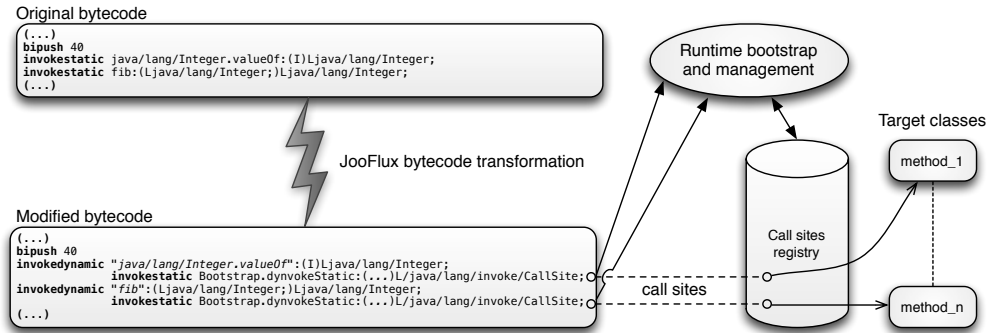 Original bytecode
(...)
bipush 40
invokestatic java/lang/Integer.valueOf:(I)Ljava/lang/Integer;
invokestatic fib:(Ljava/lang/Integer;)Ljava/lang/Integer;
(...)
Runtime bootstrap
and management
JooFlux bytecode transformation
Target classes
method_1
Modified bytecode
(...)
bipush 40
invokedynamic "java/lang/Integer.valueOf":(I)Ljava/lang/Integer;
invokestatic Bootstrap.dynvokeStatic:(...)L/java/lang/invoke/CallSite;
invokedynamic "fib":(Ljava/lang/Integer;)Ljava/lang/Integer;
invokestatic Bootstrap.dynvokeStatic:(...)L/java/lang/invoke/CallSite;
(...)
call sites
Call sites
registry
method_n